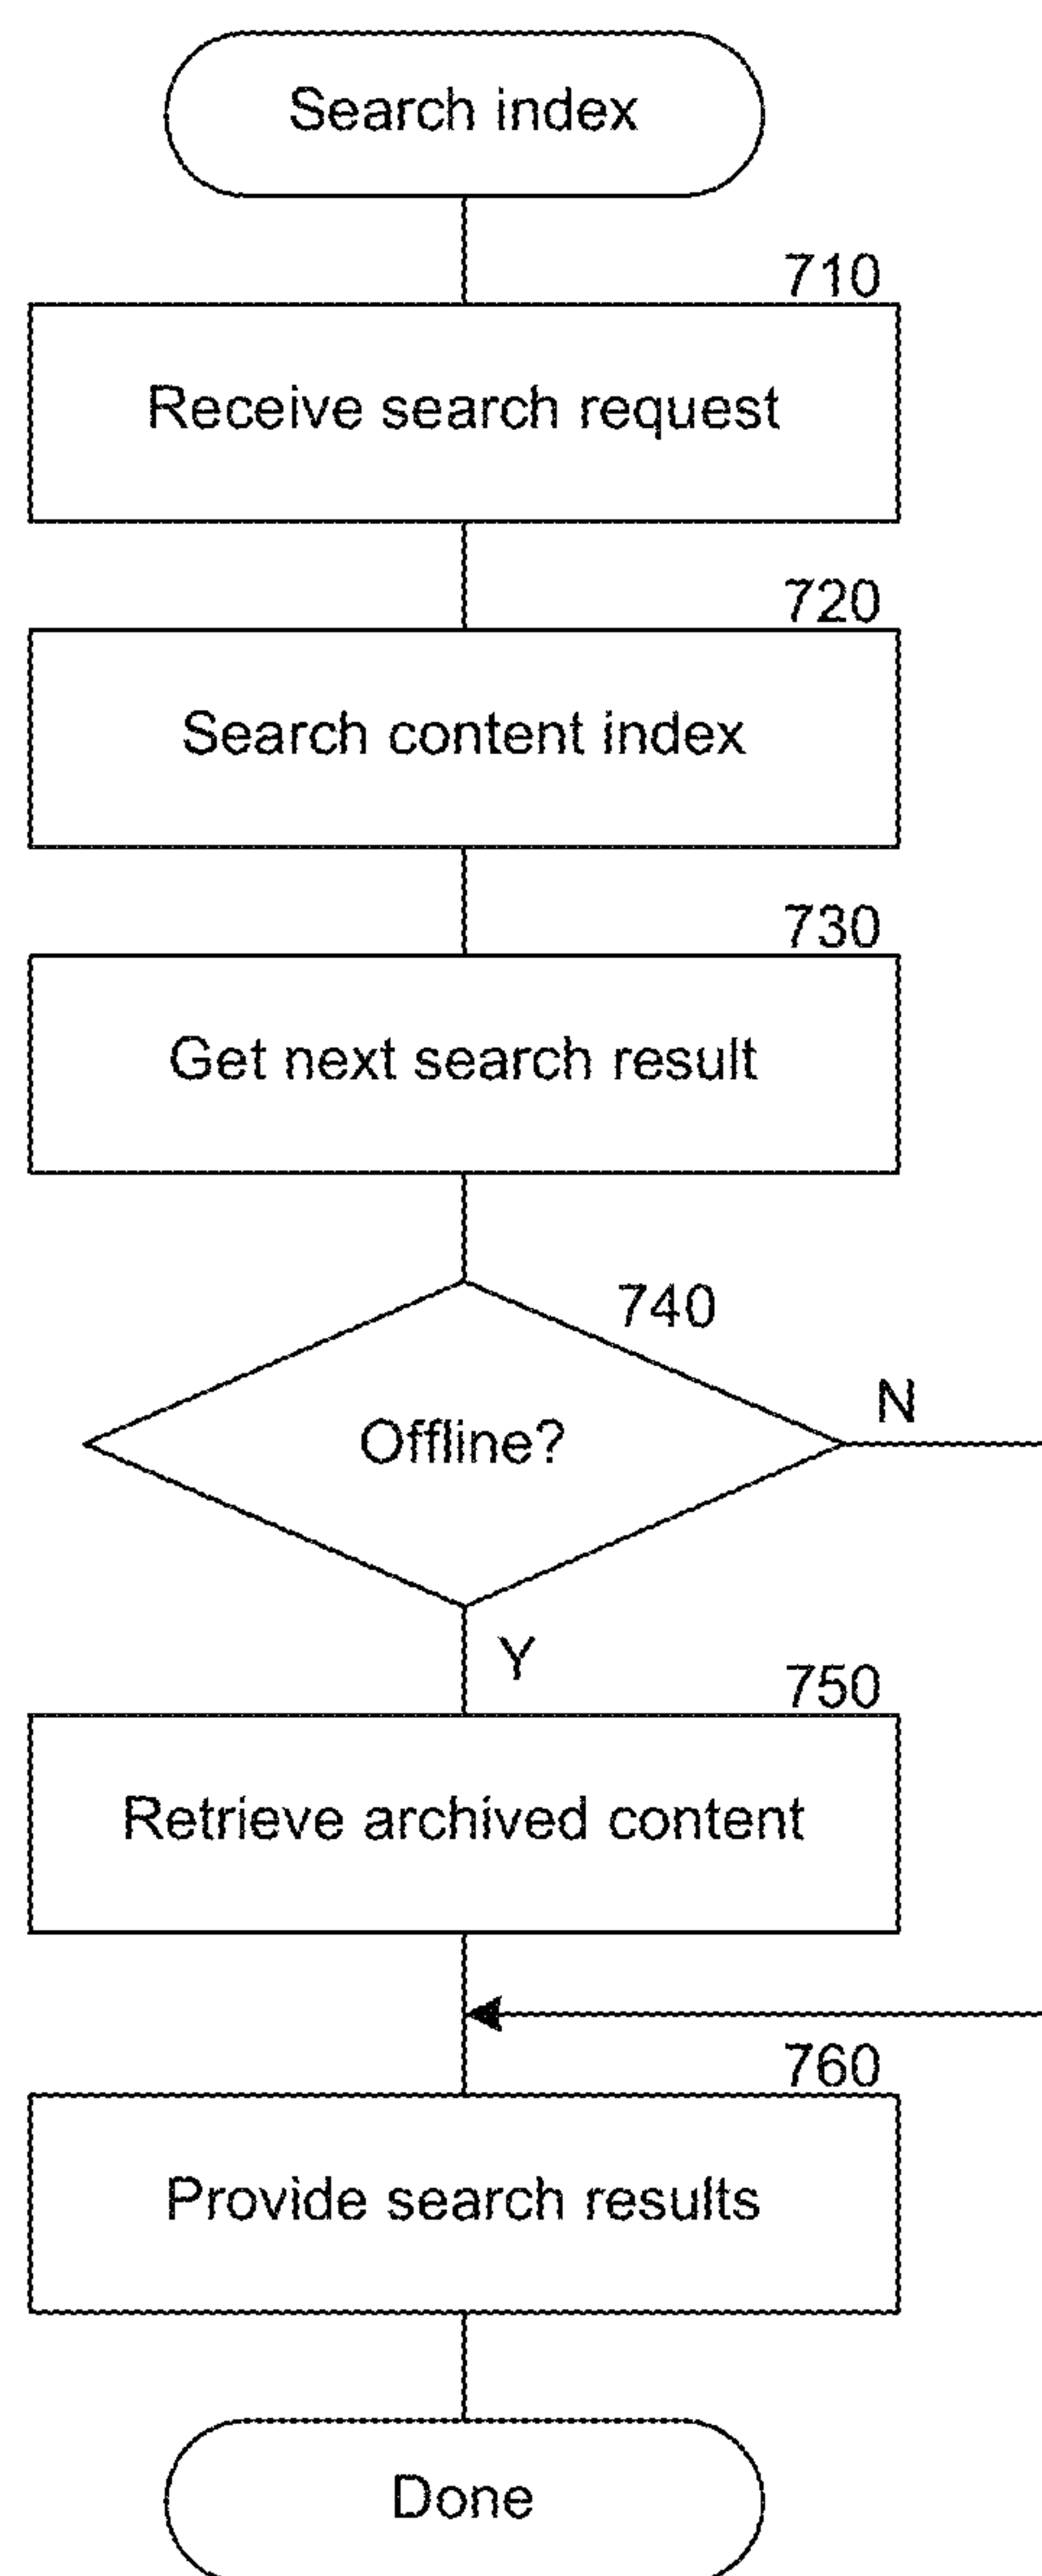 Search index
710
Receive search request
720
Search content index
730
Get next search result
740
Offline?
N
Y
750
Retrieve archived content
760
Provide search results
Done